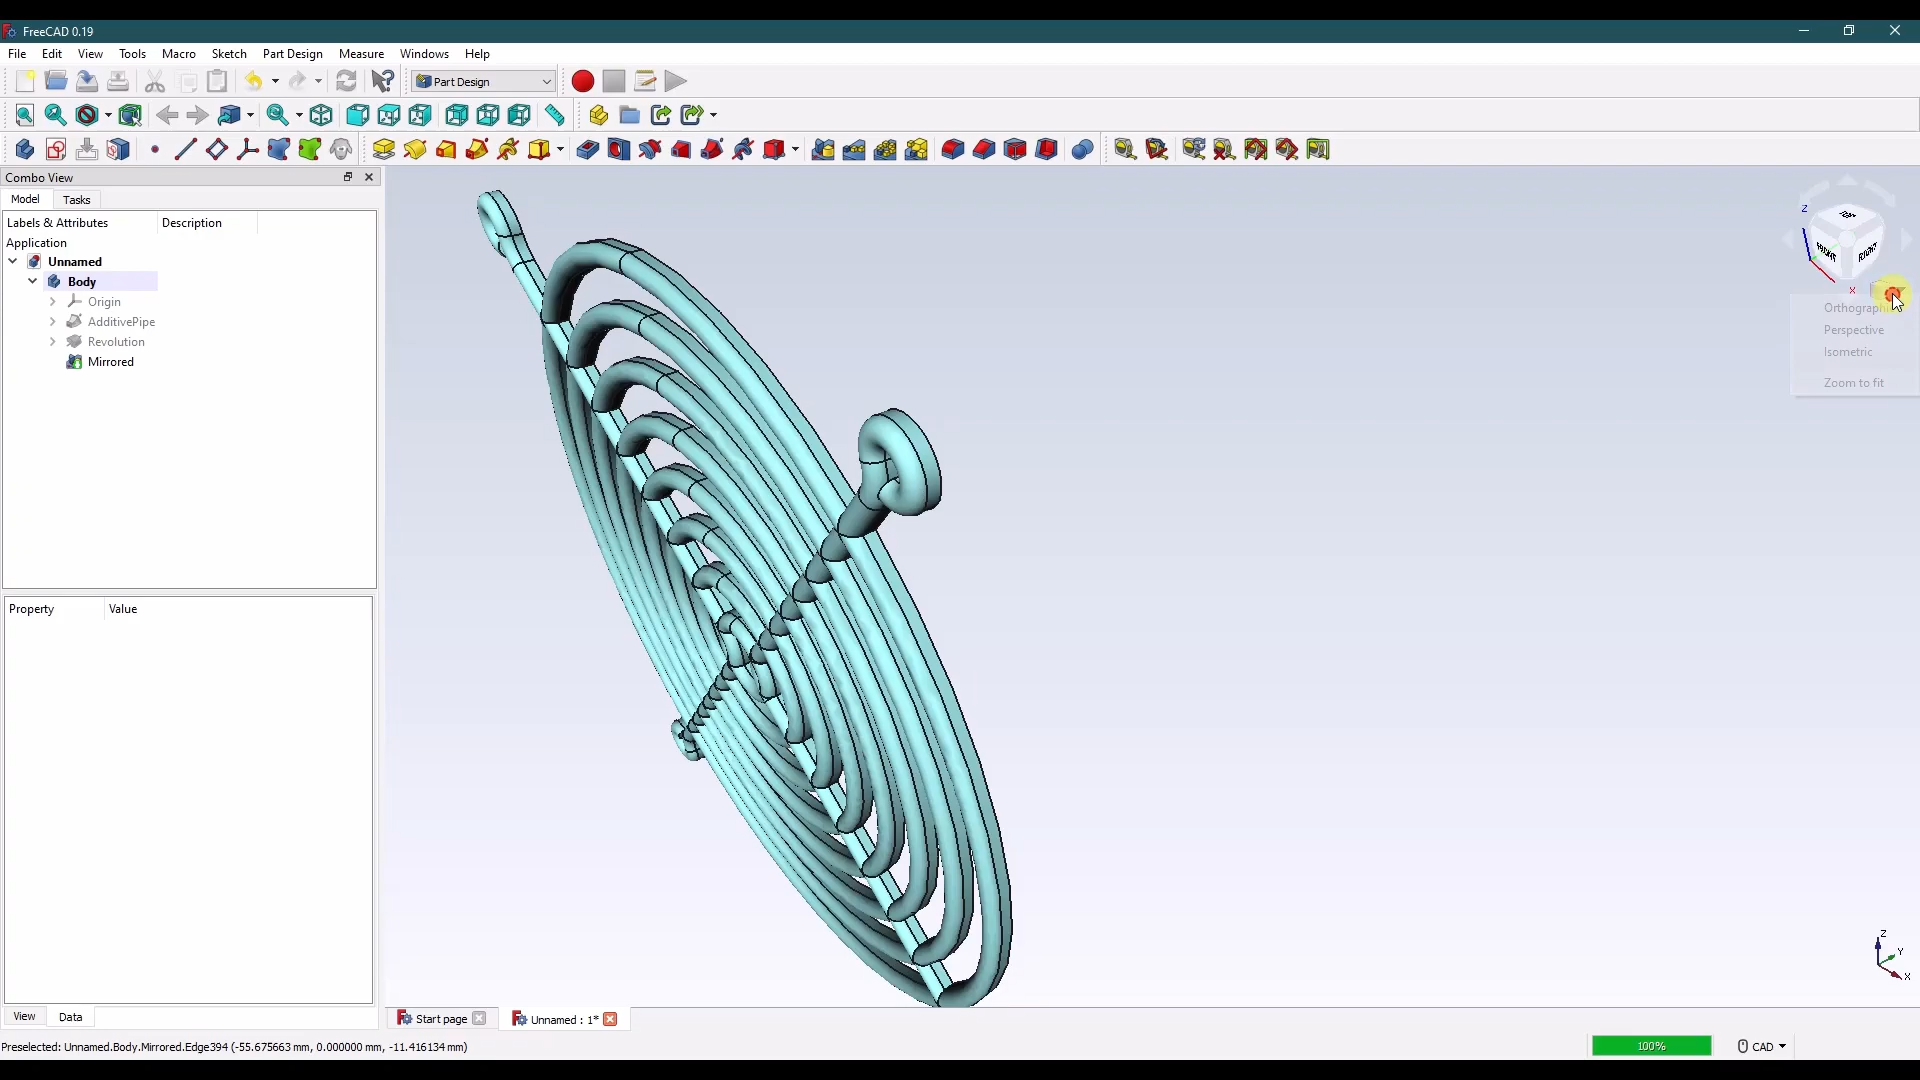 FreeCAD 0.19
File Edit View Tools Macro Sketch Part Design Measure Windows Help
Part Design
Combo View
Model Tasks
Labels & Attributes Description
Application
Unnamed
Body
Origin
AdditivePipe
Revolution
Mirrored
Property Value
View Data
Z
TOP
FRONT
RIGHT
X
Orthographic
Perspective
Isometric
Zoom to fit
Z
Y
X
Start page
Unnamed : 1*
Preselected: Unnamed.Body.Mirrored.Edge394 (-55.675663 mm, 0.000000 mm, -11.416134 mm)
100%
CAD